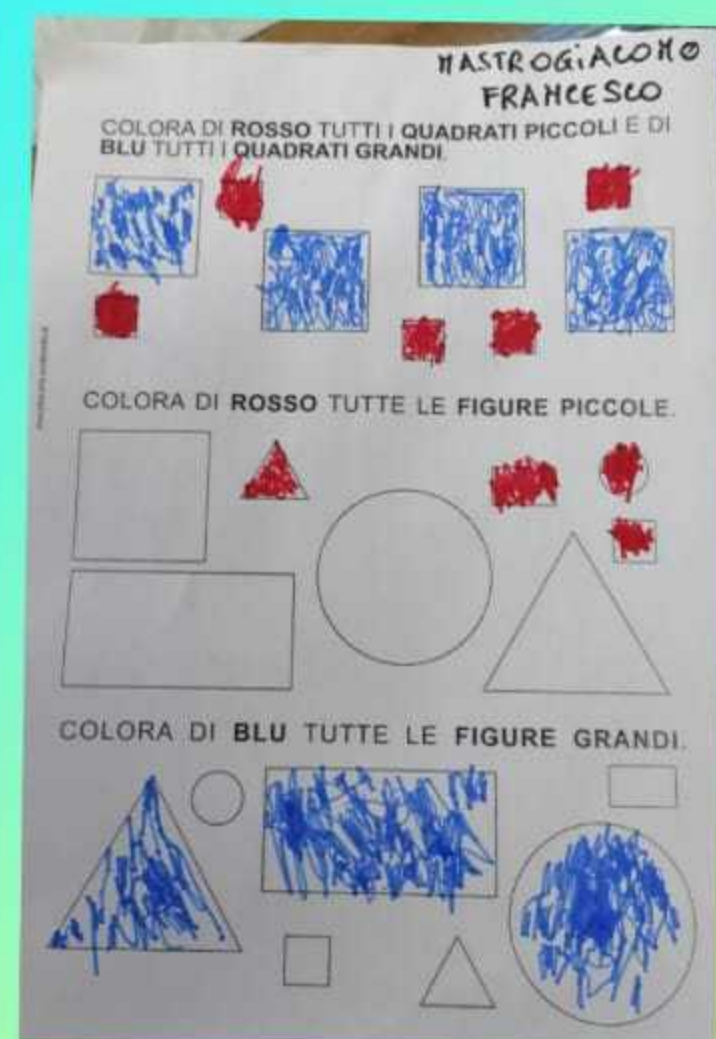 MASTROGiACOMO
FRANCESCO
COLORA DI ROSSO TUTTI I QUADRATI PICCOLI E DI
BLU TUTTI I QUADRATI GRANDI.
COLORA DI ROSSO TUTTE LE FIGURE PICCOLE.
COLORA DI BLU TUTTE LE FIGURE GRANDI.